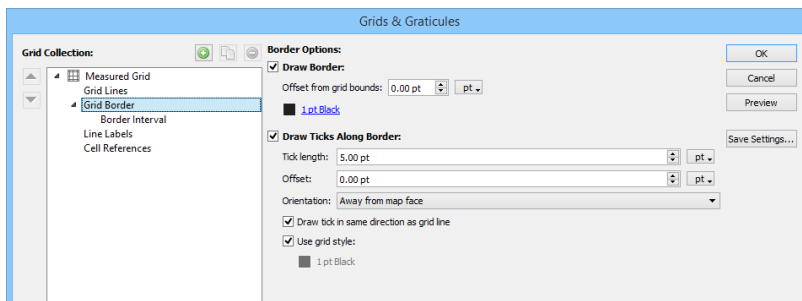 Grids & Graticules
Grid Collection:
Measured Grid
Grid Lines
Grid Border
Border Interval
Line Labels
Cell References
Border Options:
Draw Border:
Offset from grid bounds: 0.00 pt pt
1 pt Black
Draw Ticks Along Border:
Tick length: 5.00 pt pt
Offset: 0.00 pt pt
Orientation: Away from map face
Draw tick in same direction as grid line
Use grid style:
1 pt Black
OK
Cancel
Preview
Save Settings...